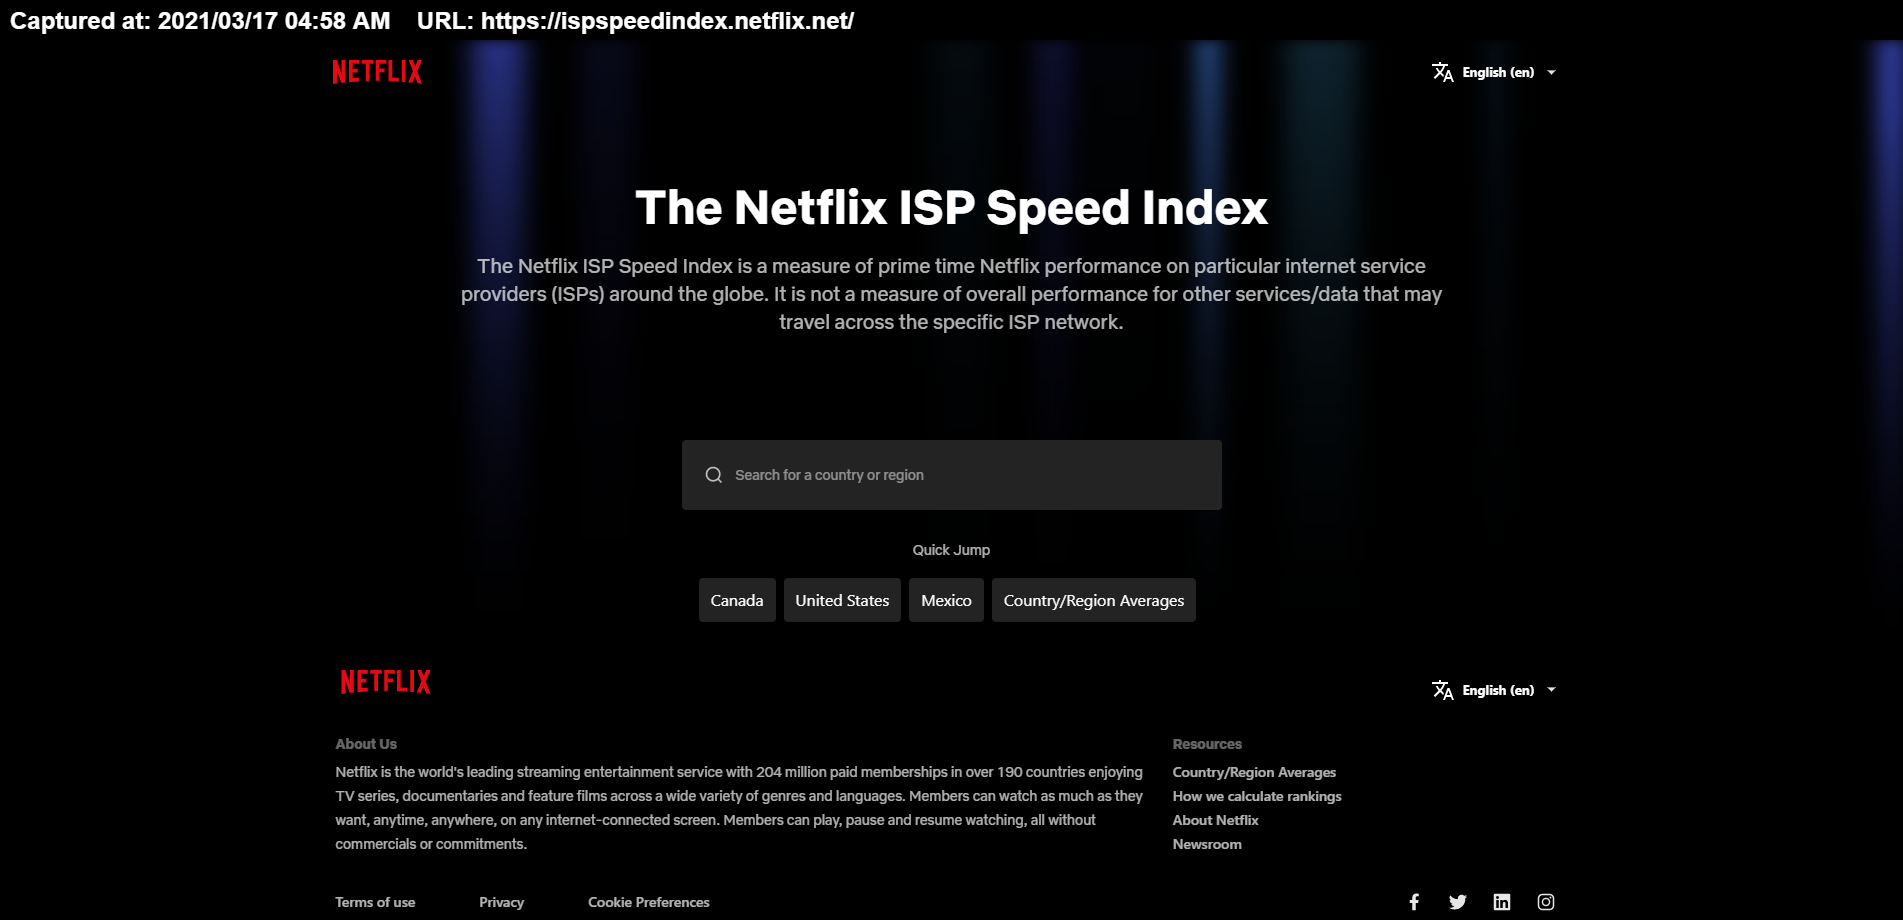 Captured at: 2021/03/17 04:58 AM    URL: https://ispspeedindex.netflix.net/
NETFLIX
English (en)
The Netflix ISP Speed Index
The Netflix ISP Speed Index is a measure of prime time Netflix performance on particular internet service
providers (ISPs) around the globe. It is not a measure of overall performance for other services/data that may
travel across the specific ISP network.
Search for a country or region
Quick Jump
Canada
United States
Mexico
Country/Region Averages
NETFLIX
English (en)
About Us
Netflix is the world's leading streaming entertainment service with 204 million paid memberships in over 190 countries enjoying
TV series, documentaries and feature films across a wide variety of genres and languages. Members can watch as much as they
want, anytime, anywhere, on any internet-connected screen. Members can play, pause and resume watching, all without
commercials or commitments.
Resources
Country/Region Averages
How we calculate rankings
About Netflix
Newsroom
Terms of use
Privacy
Cookie Preferences